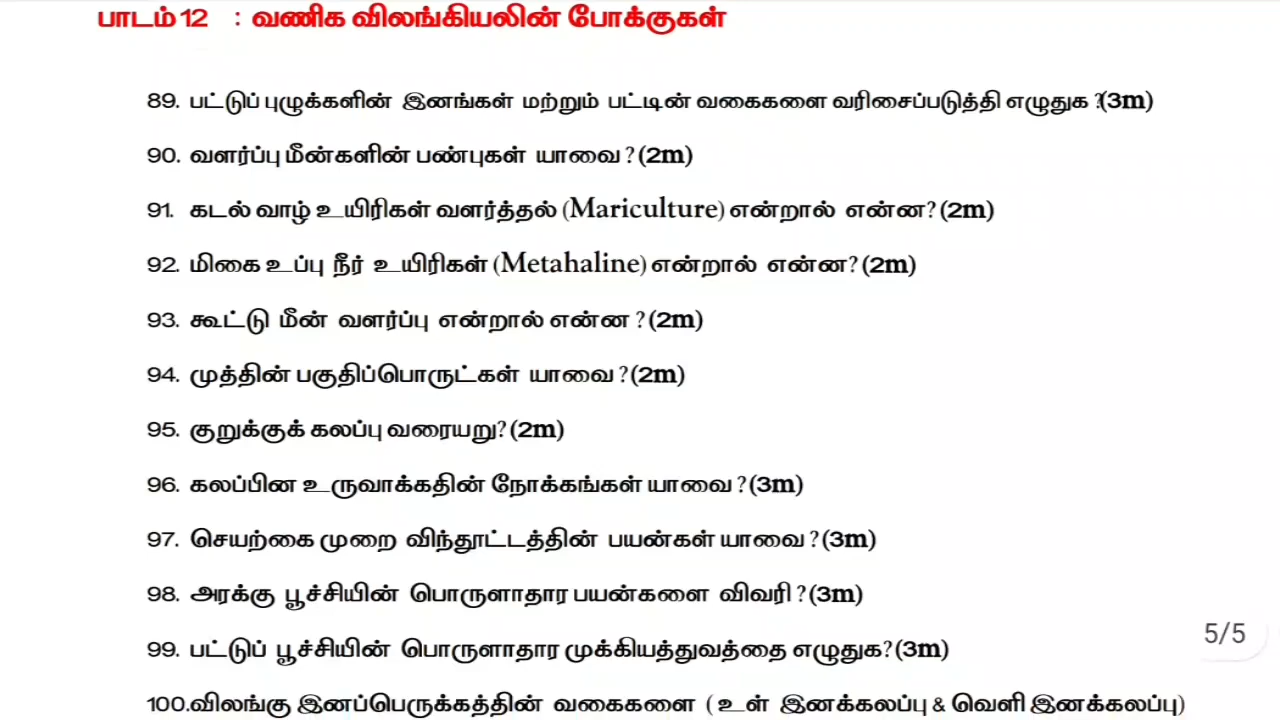 பாடம் 12 : வணிக விலங்கியலின் போக்குகள்
89. பட்டுப் புழுக்களின் இனங்கள் மற்றும் பட்டின் வகைகளை வரிசைப்படுத்தி எழுதுக ?(3m)
90. வளர்ப்பு மீன்களின் பண்புகள் யாவை ? (2m)
91. கடல் வாழ் உயிரிகள் வளர்த்தல் (Mariculture) என்றால் என்ன? (2m)
92. மிகை உப்பு நீர் உயிரிகள் (Metahaline) என்றால் என்ன? (2m)
93. கூட்டு மீன் வளர்ப்பு என்றால் என்ன ? (2m)
94. முத்தின் பகுதிப்பொருட்கள் யாவை ? (2m)
95. குறுக்குக் கலப்பு வரையறு? (2m)
96. கலப்பின உருவாக்கதின் நோக்கங்கள் யாவை ? (3m)
97. செயற்கை முறை விந்தூட்டத்தின் பயன்கள் யாவை ? (3m)
98. அரக்கு பூச்சியின் பொருளாதார பயன்களை விவரி ? (3m)
99. பட்டுப் பூச்சியின் பொருளாதார முக்கியத்துவத்தை எழுதுக? (3m)
5/5
100.விலங்கு இனப்பெருக்கத்தின் வகைகளை ( உள் இனக்கலப்பு & வெளி இனக்கலப்பு)